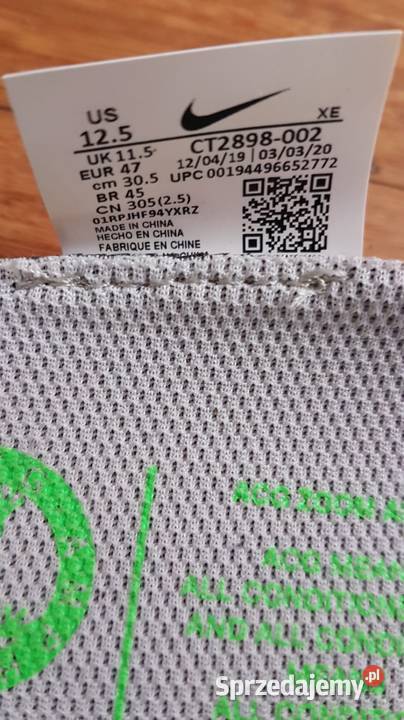 US
12.5
XE
CT2898-002
UK 11.5
12/04/19 | 03/03/20
EUR 47
UPC 00194496652772
cm 30.5
BR 45
CN 305(2.5)
01RPJHF94YXRZ
MADE IN CHINA
HECHO EN CHINA
FABRIQUE EN CHINE
ACG ZOOM
ACG
ALL
AND ALL
MEANS
Sprzedajemy.pl